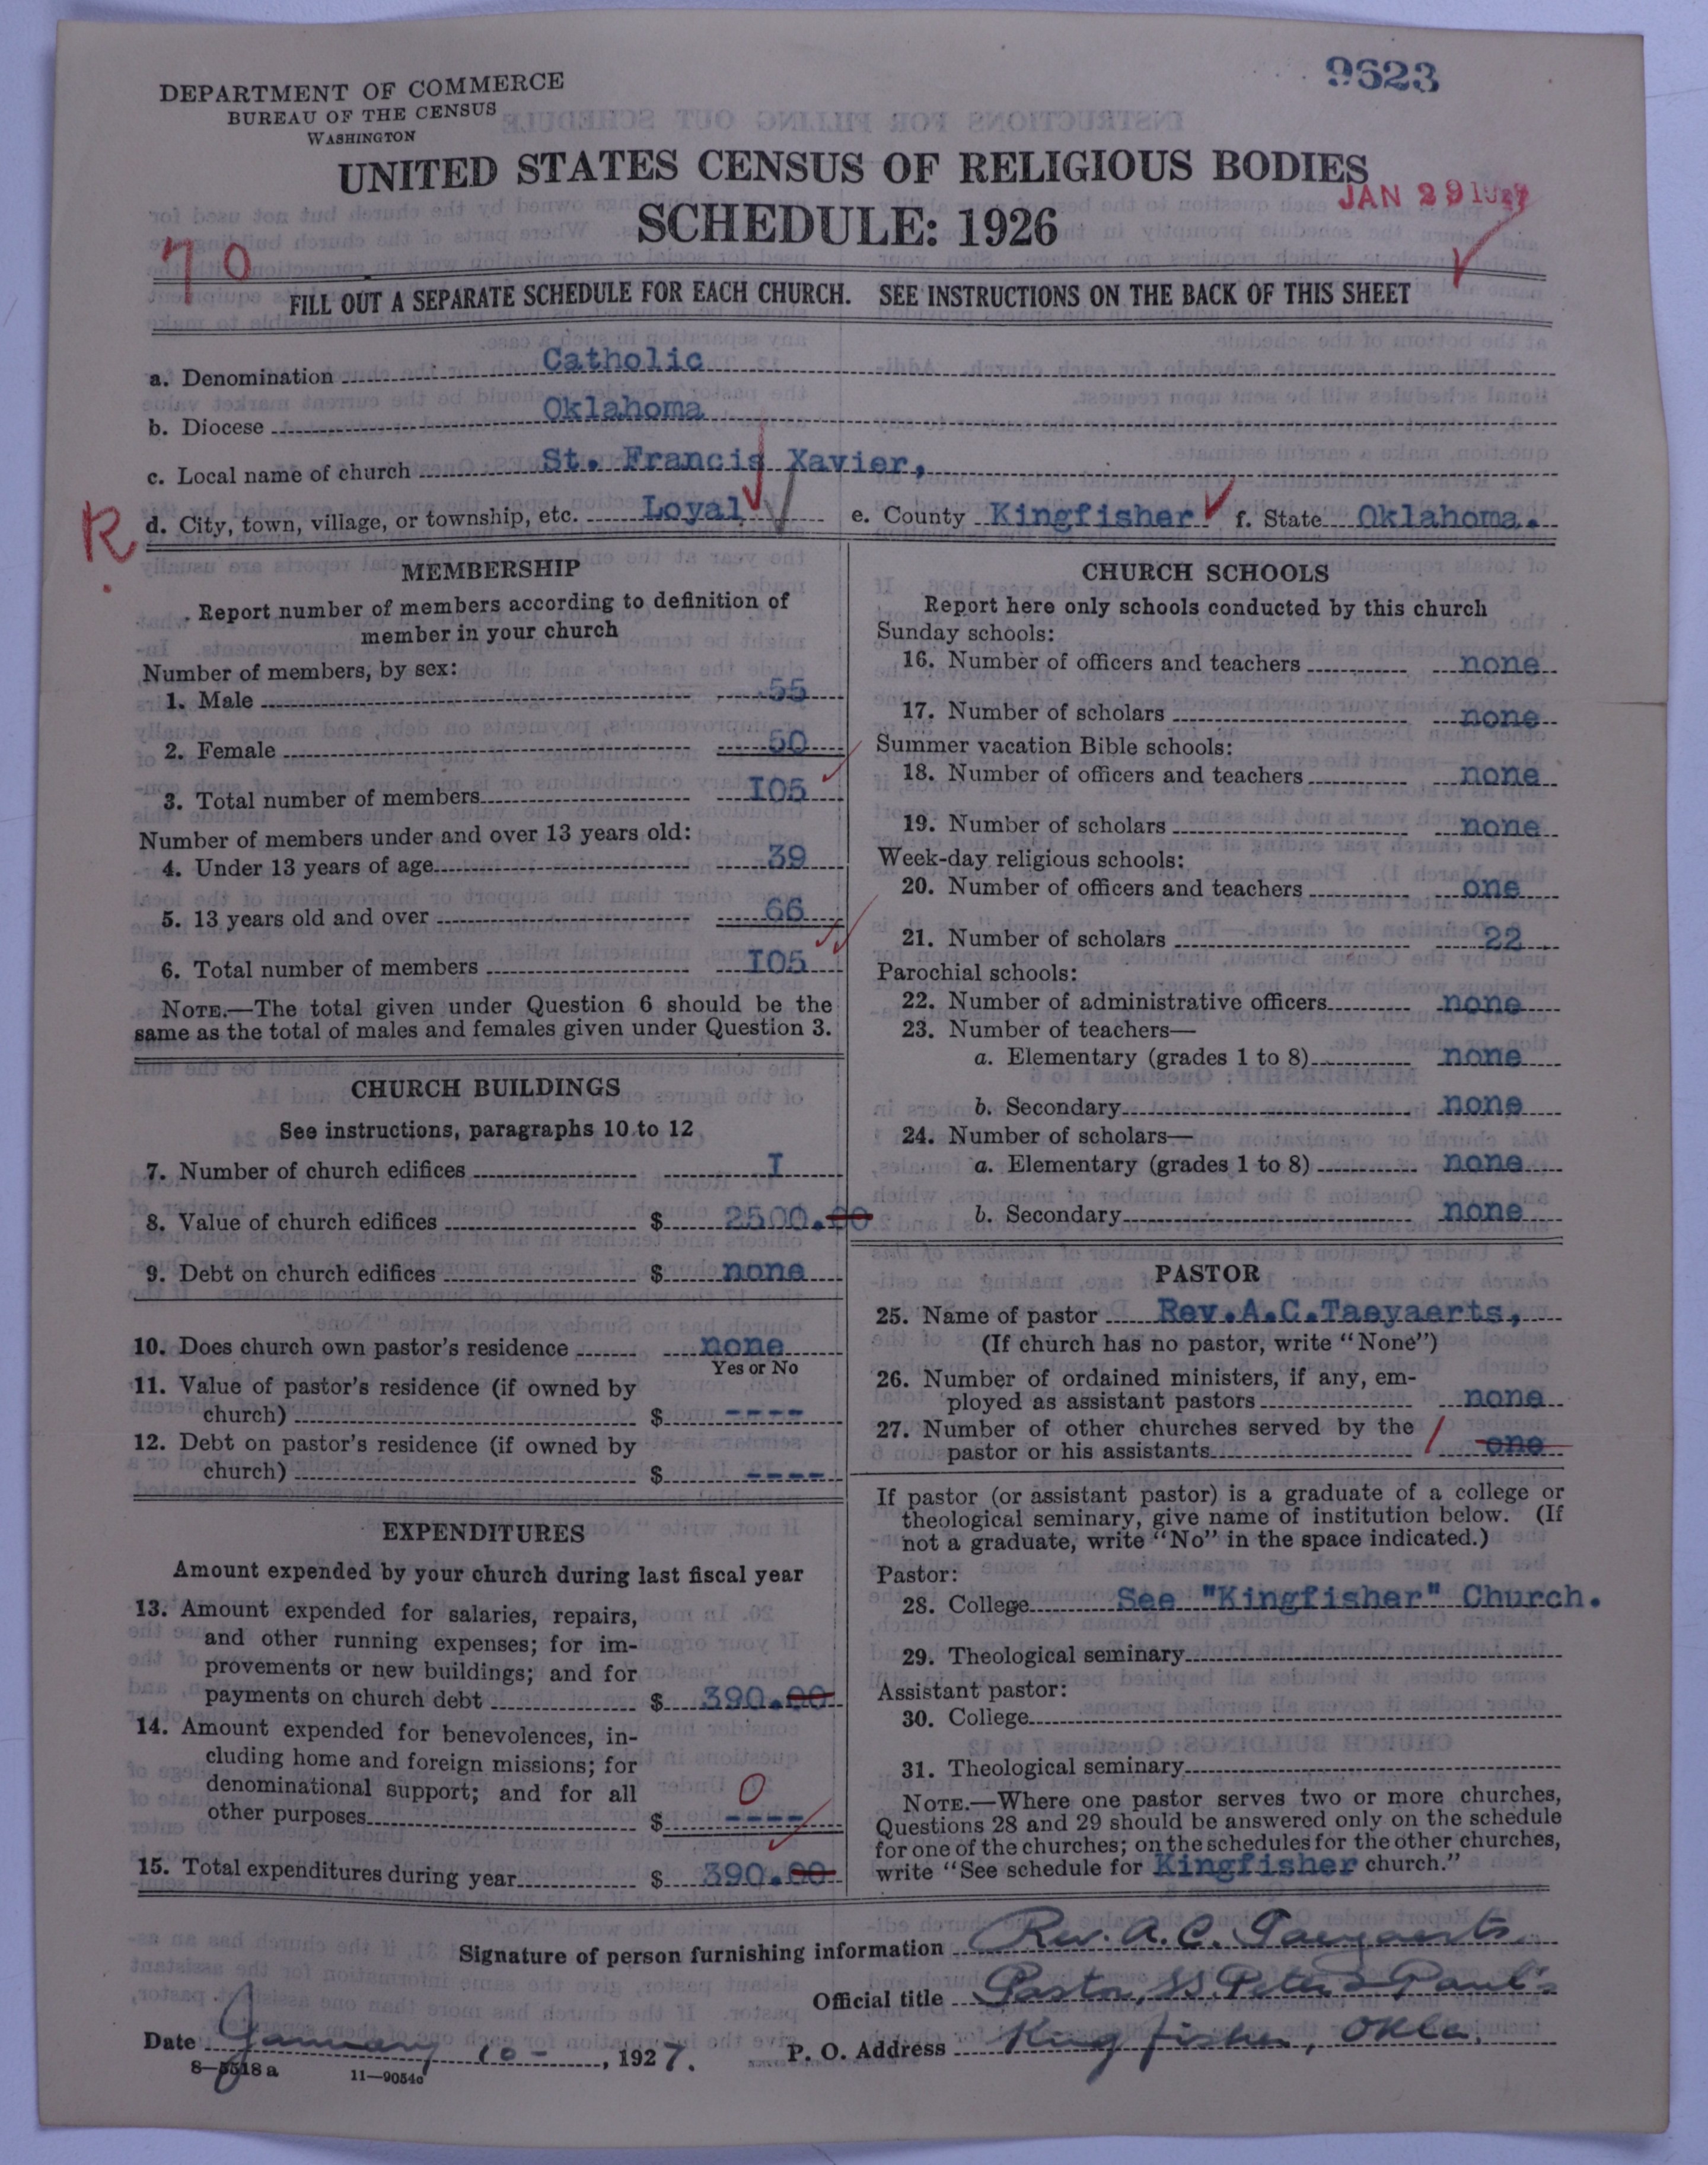 9623
DEPARTMENT OF COMMERCE
BUREAU OF THE CENSUS
WASHINGTON
UNITED STATES CENSUS OF RELIGIOUS BODIES
JAN 29 1927
SCHEDULE: 1926
70
FILL OUT A SEPARATE SCHEDULE FOR EACH CHURCH. SEE INSTRUCTIONS ON THE BACK OF THIS SHEET
a. Denomination Catholic
b. Diocese Oklahoma
c. Local name of church St. Francis Xavier,
R d. City, town, village, or township, etc. Loyal e. County Kingfisher f. State Oklahoma.
MEMBERSHIP
Report number of members according to definition of
member in your church
Number of members, by sex:
1. Male 55
2. Female 50
3. Total number of members I05
Number of members under and over 13 years old:
4. Under 13 years of age 39
5. 13 years old and over 66
6. Total number of members I05
NOTE.—The total given under Question 6 should be the
same as the total of males and females given under Question 3.
CHURCH BUILDINGS
See instructions, paragraphs 10 to 12
7. Number of church edifices I
8. Value of church edifices $ 2500.00
9. Debt on church edifices $ none
10. Does church own pastor's residence none
Yes or No
11. Value of pastor's residence (if owned by
church) $ ----
12. Debt on pastor's residence (if owned by
church) $ ----
EXPENDITURES
Amount expended by your church during last fiscal year
13. Amount expended for salaries, repairs,
and other running expenses; for im-
provements or new buildings; and for
payments on church debt $ 390.00
14. Amount expended for benevolences, in-
cluding home and foreign missions; for
denominational support; and for all 0
other purposes $ ----
15. Total expenditures during year $ 390.00
CHURCH SCHOOLS
Report here only schools conducted by this church
Sunday schools:
16. Number of officers and teachers none
17. Number of scholars none
Summer vacation Bible schools:
18. Number of officers and teachers none
19. Number of scholars none
Week-day religious schools:
20. Number of officers and teachers one
21. Number of scholars 22
Parochial schools:
22. Number of administrative officers none
23. Number of teachers—
a. Elementary (grades 1 to 8) none
b. Secondary none
24. Number of scholars—
a. Elementary (grades 1 to 8) none
b. Secondary none
PASTOR
25. Name of pastor Rev.A.C.Taeyaerts,
(If church has no pastor, write "None")
26. Number of ordained ministers, if any, em-
ployed as assistant pastors none
27. Number of other churches served by the 1
pastor or his assistants one
If pastor (or assistant pastor) is a graduate of a college or
theological seminary, give name of institution below. (If
not a graduate, write "No" in the space indicated.)
Pastor:
28. College See "Kingfisher" Church.
29. Theological seminary
Assistant pastor:
30. College
31. Theological seminary
NOTE.—Where one pastor serves two or more churches,
Questions 28 and 29 should be answered only on the schedule
for one of the churches; on the schedules for the other churches,
write "See schedule for Kingfisher church."
Signature of person furnishing information Rev. A. C. Taeyaerts
Official title Pastor, SS. Peter & Paul's
Date January 10 - , 1927. P. O. Address Kingfisher, Okla.
8—5518 a 11—9054c